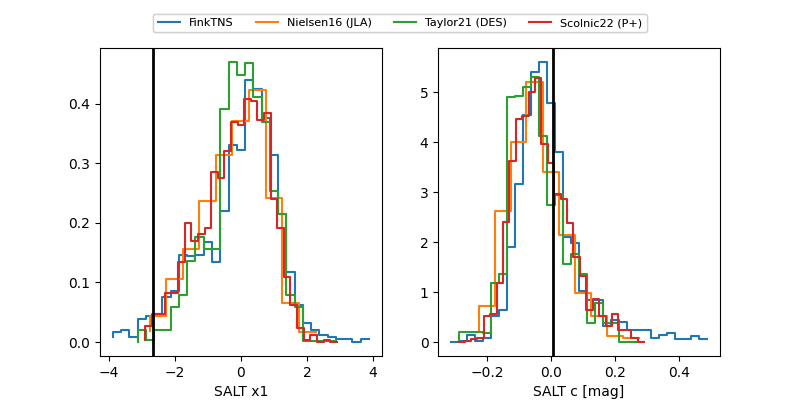 FinkTNS Nielsen16 (JLA) Taylor21 (DES) Scolnic22 (P+)
0.4
0.3
0.2
0.1
0.0
−4 −2 0 2 4
SALT x1
5
4
3
2
1
0
−0.2 0.0 0.2 0.4
SALT c [mag]